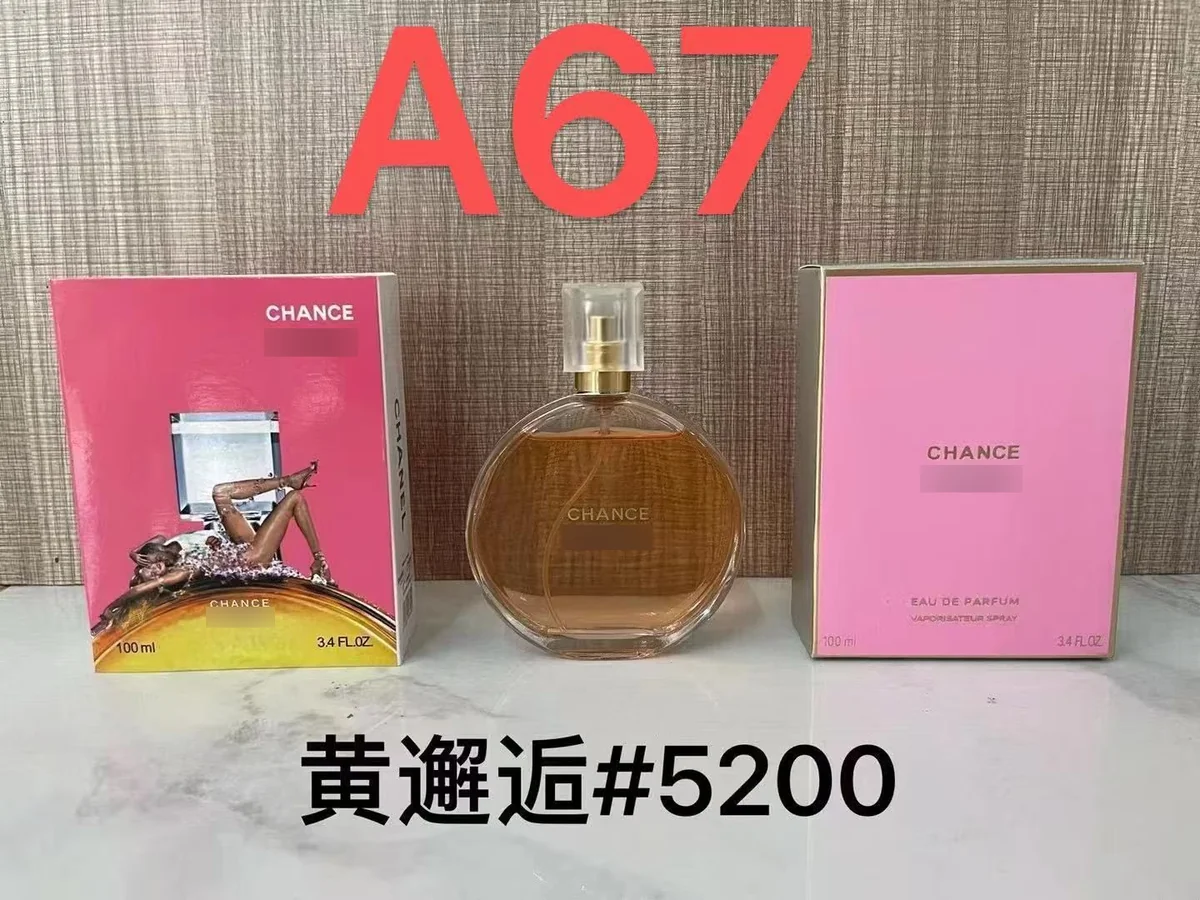 A67
CHANCE
CHANEL
CHANCE
100 ml
3.4 FL.OZ.
CHANCE
CHANCE
EAU DE PARFUM
VAPORISATEUR SPRAY
100 ml
3.4 FL.OZ.
黄邂逅#5200